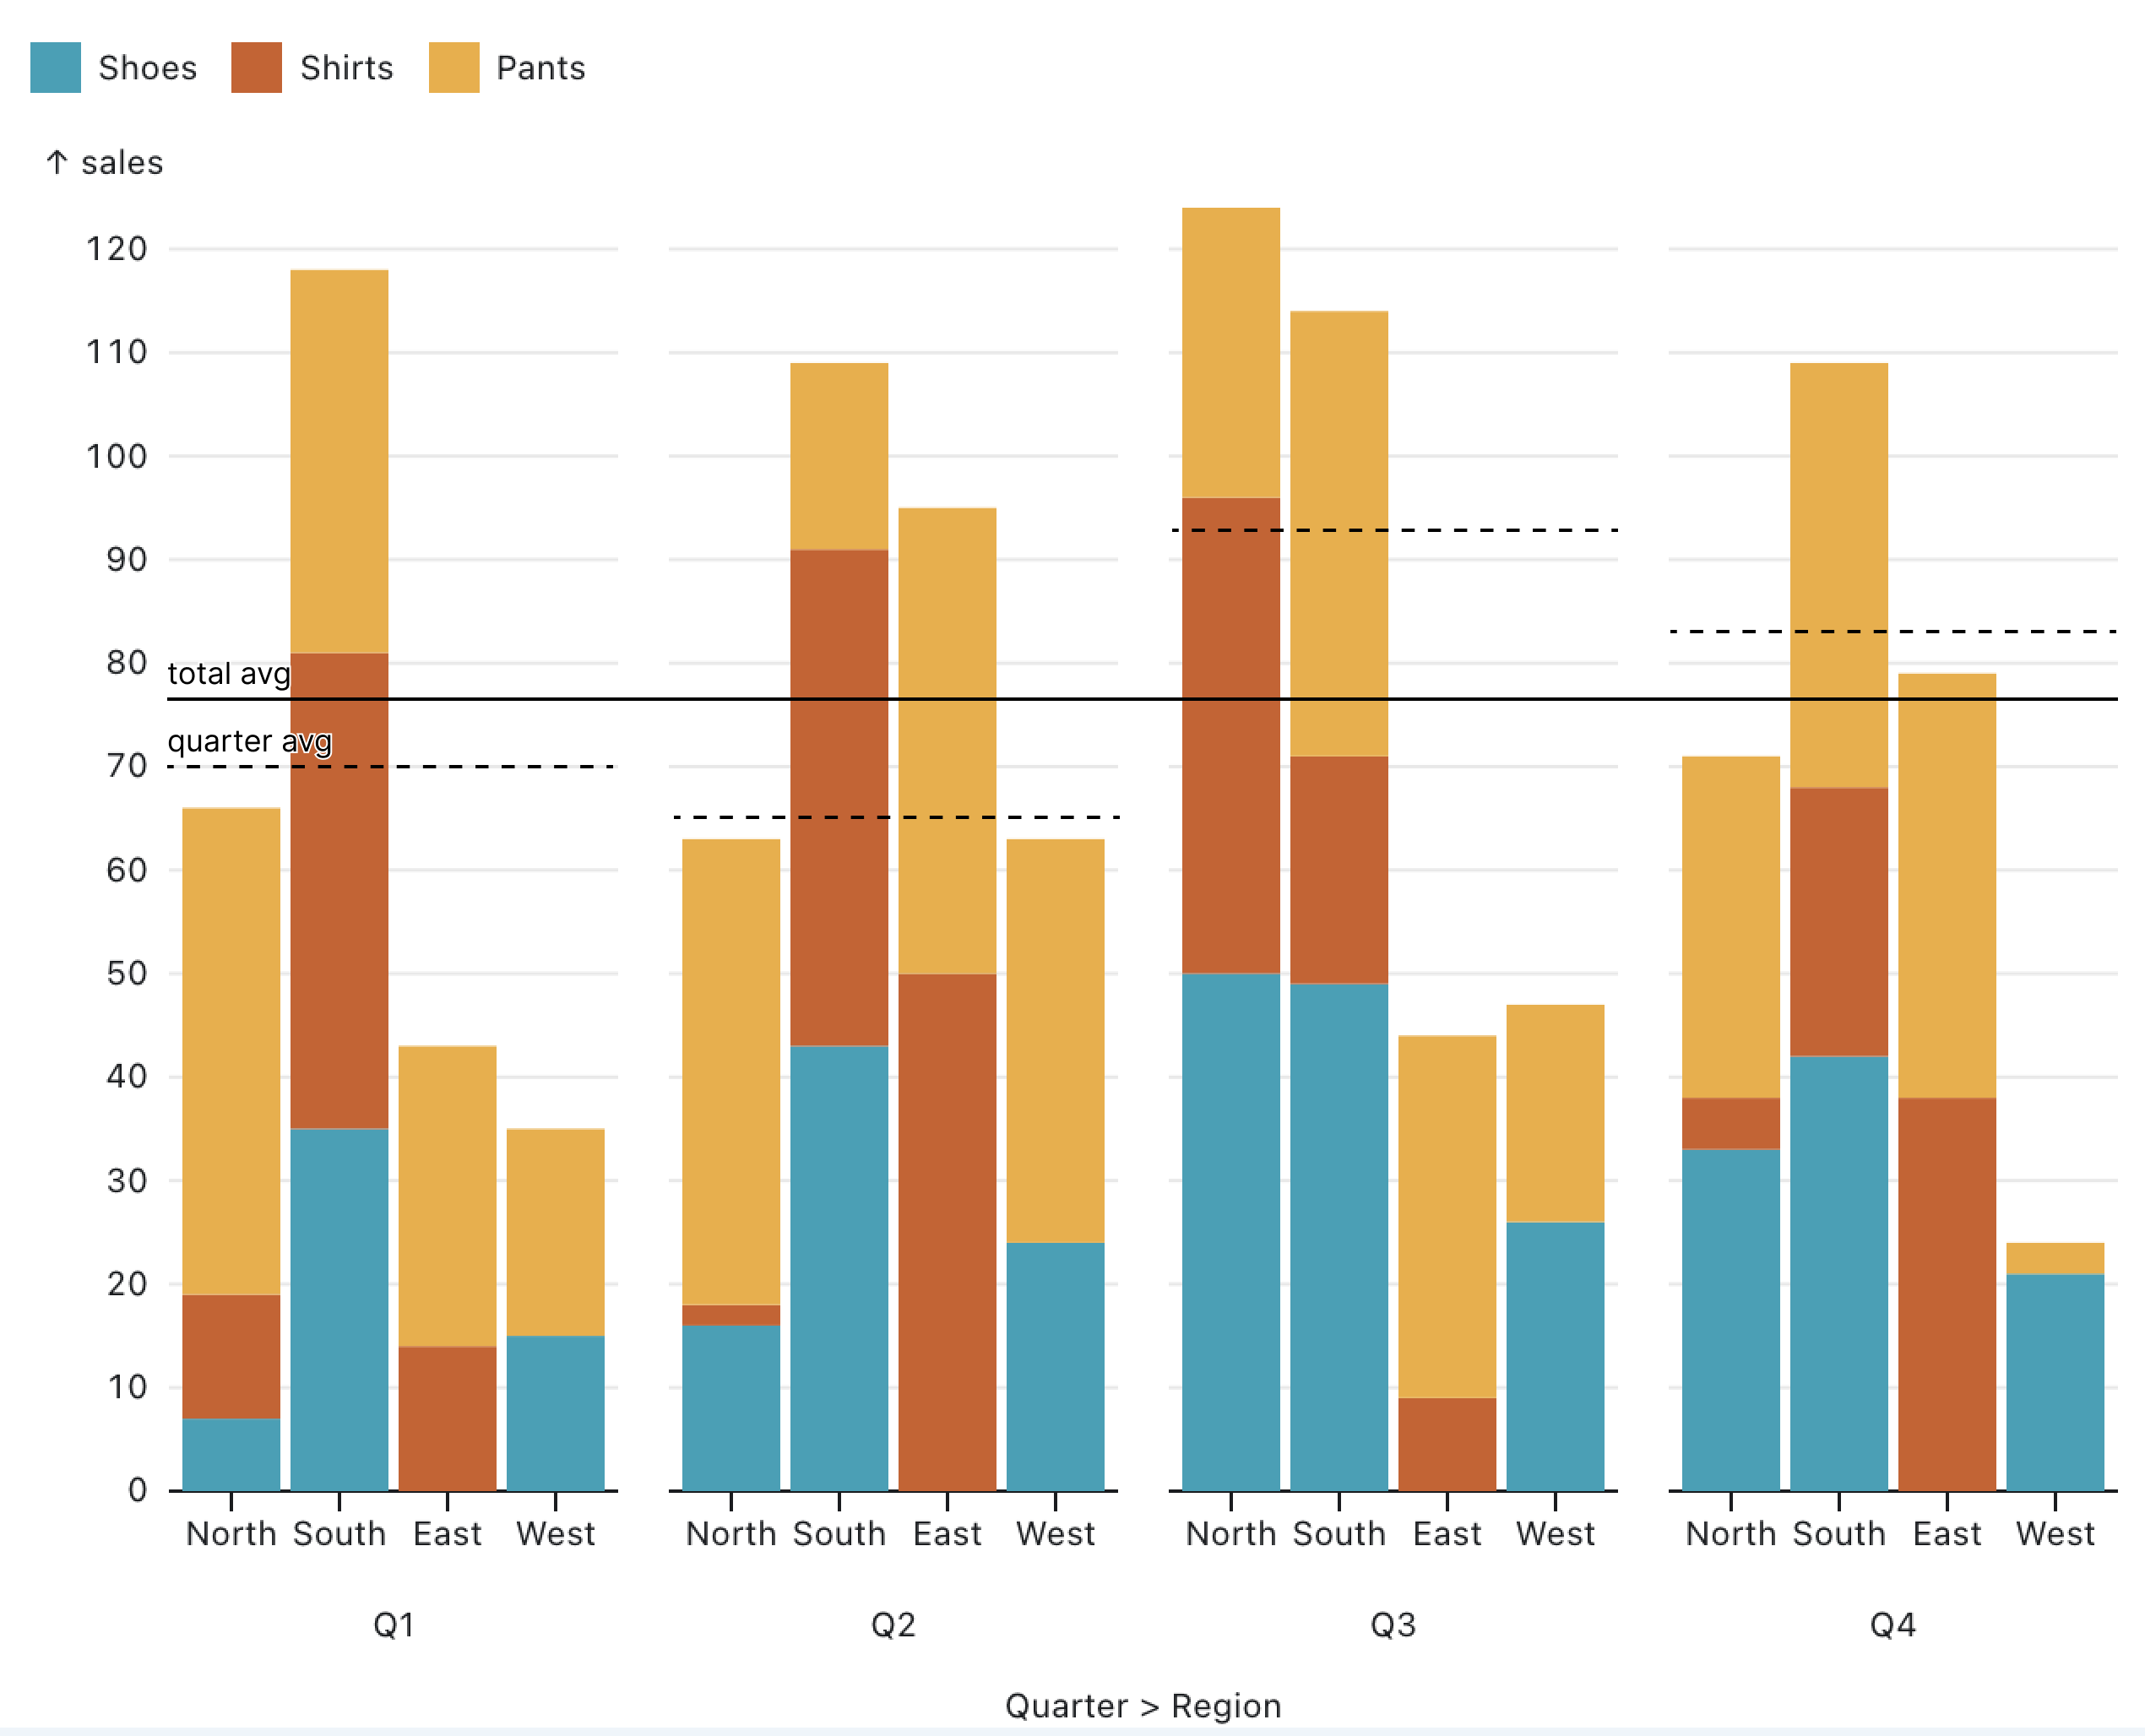 Shoes Shirts Pants
↑ sales
120
110
100
90
80
total avg
quarter avg
70
60
50
40
30
20
10
0
North South East West North South East West North South East West North South East West
Q1 Q2 Q3 Q4
Quarter > Region